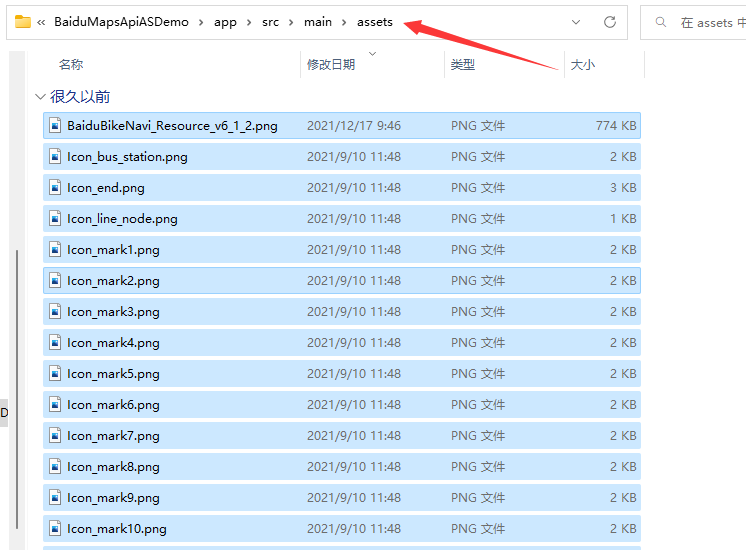 « BaiduMapsApiASDemo > app > src > main > assets 在 assets 中
名称 修改日期 类型 大小
很久以前
BaiduBikeNavi_Resource_v6_1_2.png 2021/12/17 9:46 PNG 文件 774 KB
Icon_bus_station.png 2021/9/10 11:48 PNG 文件 2 KB
Icon_end.png 2021/9/10 11:48 PNG 文件 3 KB
Icon_line_node.png 2021/9/10 11:48 PNG 文件 1 KB
Icon_mark1.png 2021/9/10 11:48 PNG 文件 2 KB
Icon_mark2.png 2021/9/10 11:48 PNG 文件 2 KB
Icon_mark3.png 2021/9/10 11:48 PNG 文件 2 KB
Icon_mark4.png 2021/9/10 11:48 PNG 文件 2 KB
Icon_mark5.png 2021/9/10 11:48 PNG 文件 2 KB
Icon_mark6.png 2021/9/10 11:48 PNG 文件 2 KB
D
Icon_mark7.png 2021/9/10 11:48 PNG 文件 2 KB
Icon_mark8.png 2021/9/10 11:48 PNG 文件 2 KB
Icon_mark9.png 2021/9/10 11:48 PNG 文件 2 KB
Icon_mark10.png 2021/9/10 11:48 PNG 文件 2 KB